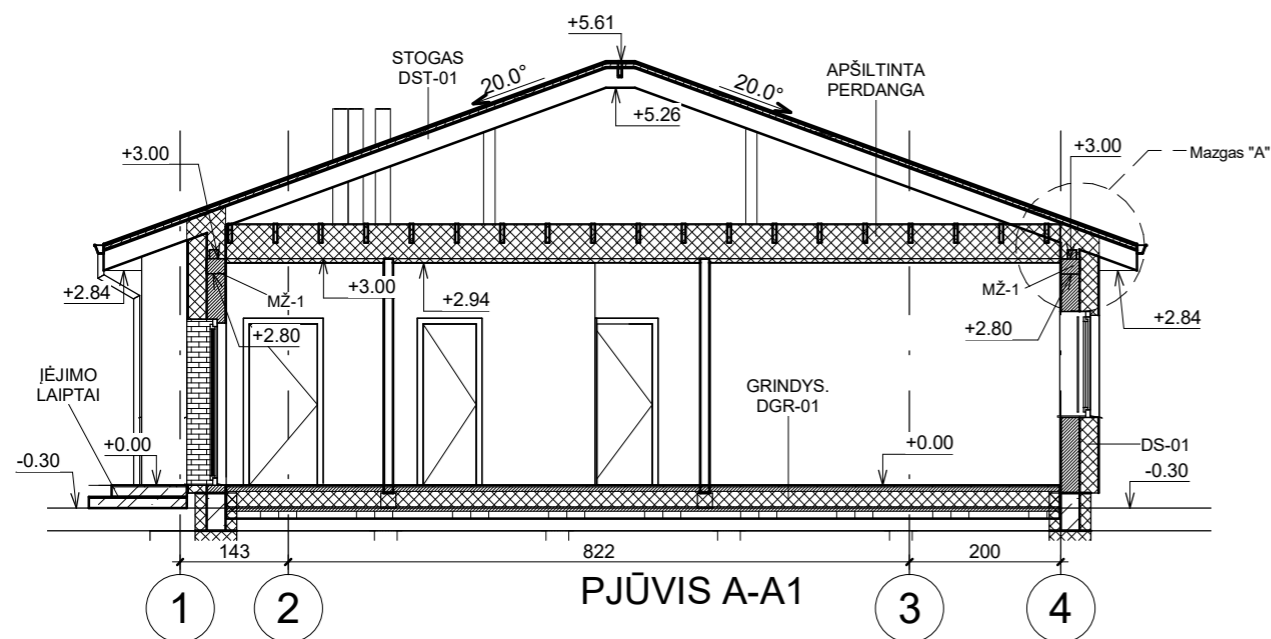 +5.61
STOGAS
DST-01
20.0°
20.0°
APŠILTINTA
PERDANGA
+5.26
+3.00
+3.00
Mazgas "A"
+2.84
MŽ-1
+3.00
+2.94
MŽ-1
+2.80
+2.80
+2.84
ĮĖJIMO
LAIPTAI
GRINDYS.
DGR-01
+0.00
+0.00
DS-01
-0.30
-0.30
143
822
200
PJŪVIS A-A1
1
2
3
4